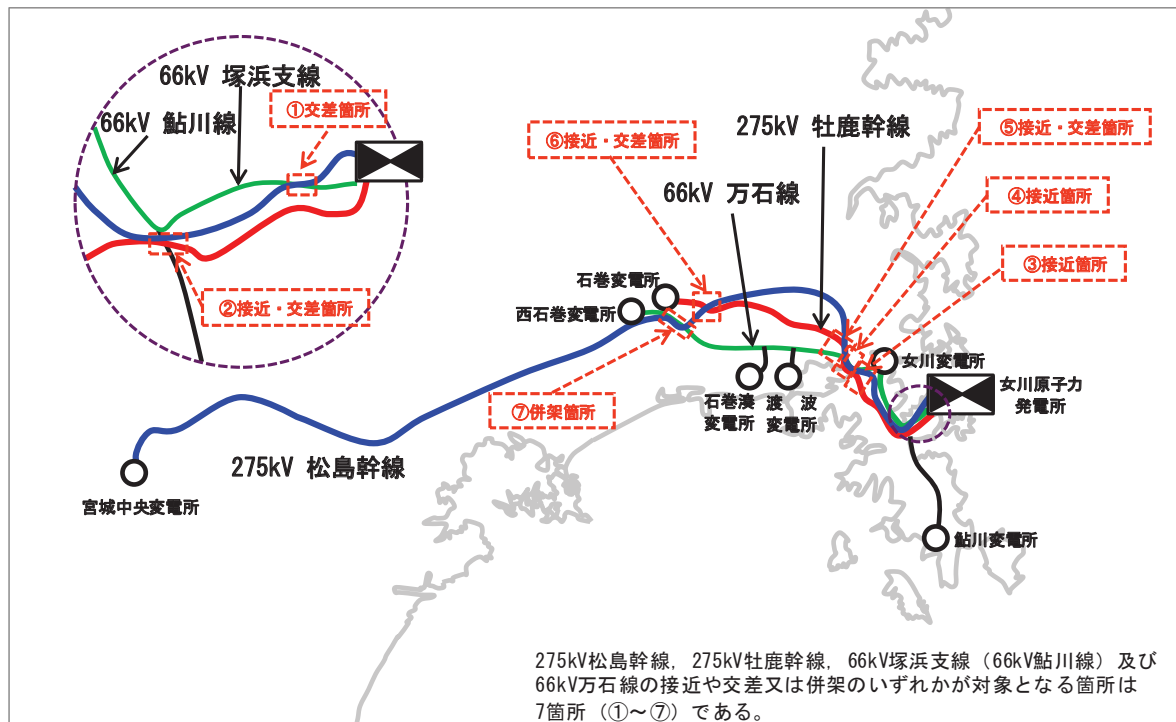 66kV 塚浜支線
①交差箇所
66kV 鮎川線
②接近・交差箇所
⑥接近・交差箇所
275kV 牡鹿幹線
⑤接近・交差箇所
66kV 万石線
④接近箇所
③接近箇所
石巻変電所
西石巻変電所
女川変電所
女川原子力
発電所
⑦併架箇所
石巻湊
変電所
渡波
変電所
275kV 松島幹線
宮城中央変電所
鮎川変電所
275kV松島幹線，275kV牡鹿幹線，66kV塚浜支線（66kV鮎川線）及び
66kV万石線の接近や交差又は併架のいずれかが対象となる箇所は
7箇所（①～⑦）である。